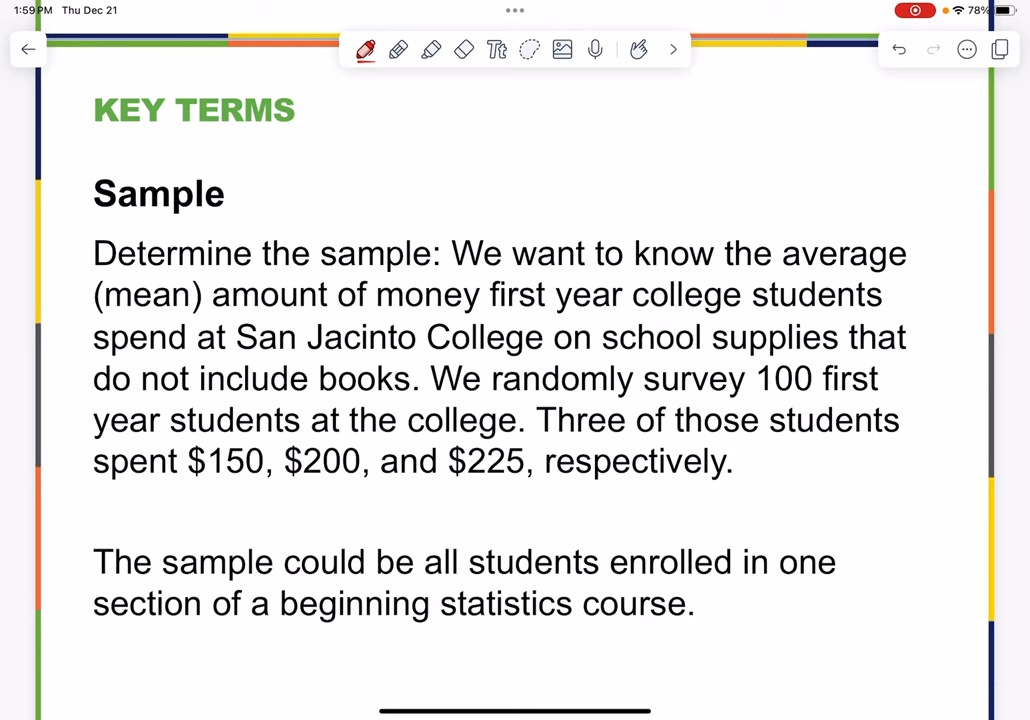 1:59 PM Thu Dec 21
78%
Tt
KEY TERMS
Sample
Determine the sample: We want to know the average
(mean) amount of money first year college students
spend at San Jacinto College on school supplies that
do not include books. We randomly survey 100 first
year students at the college. Three of those students
spent $150, $200, and $225, respectively.
The sample could be all students enrolled in one
section of a beginning statistics course.